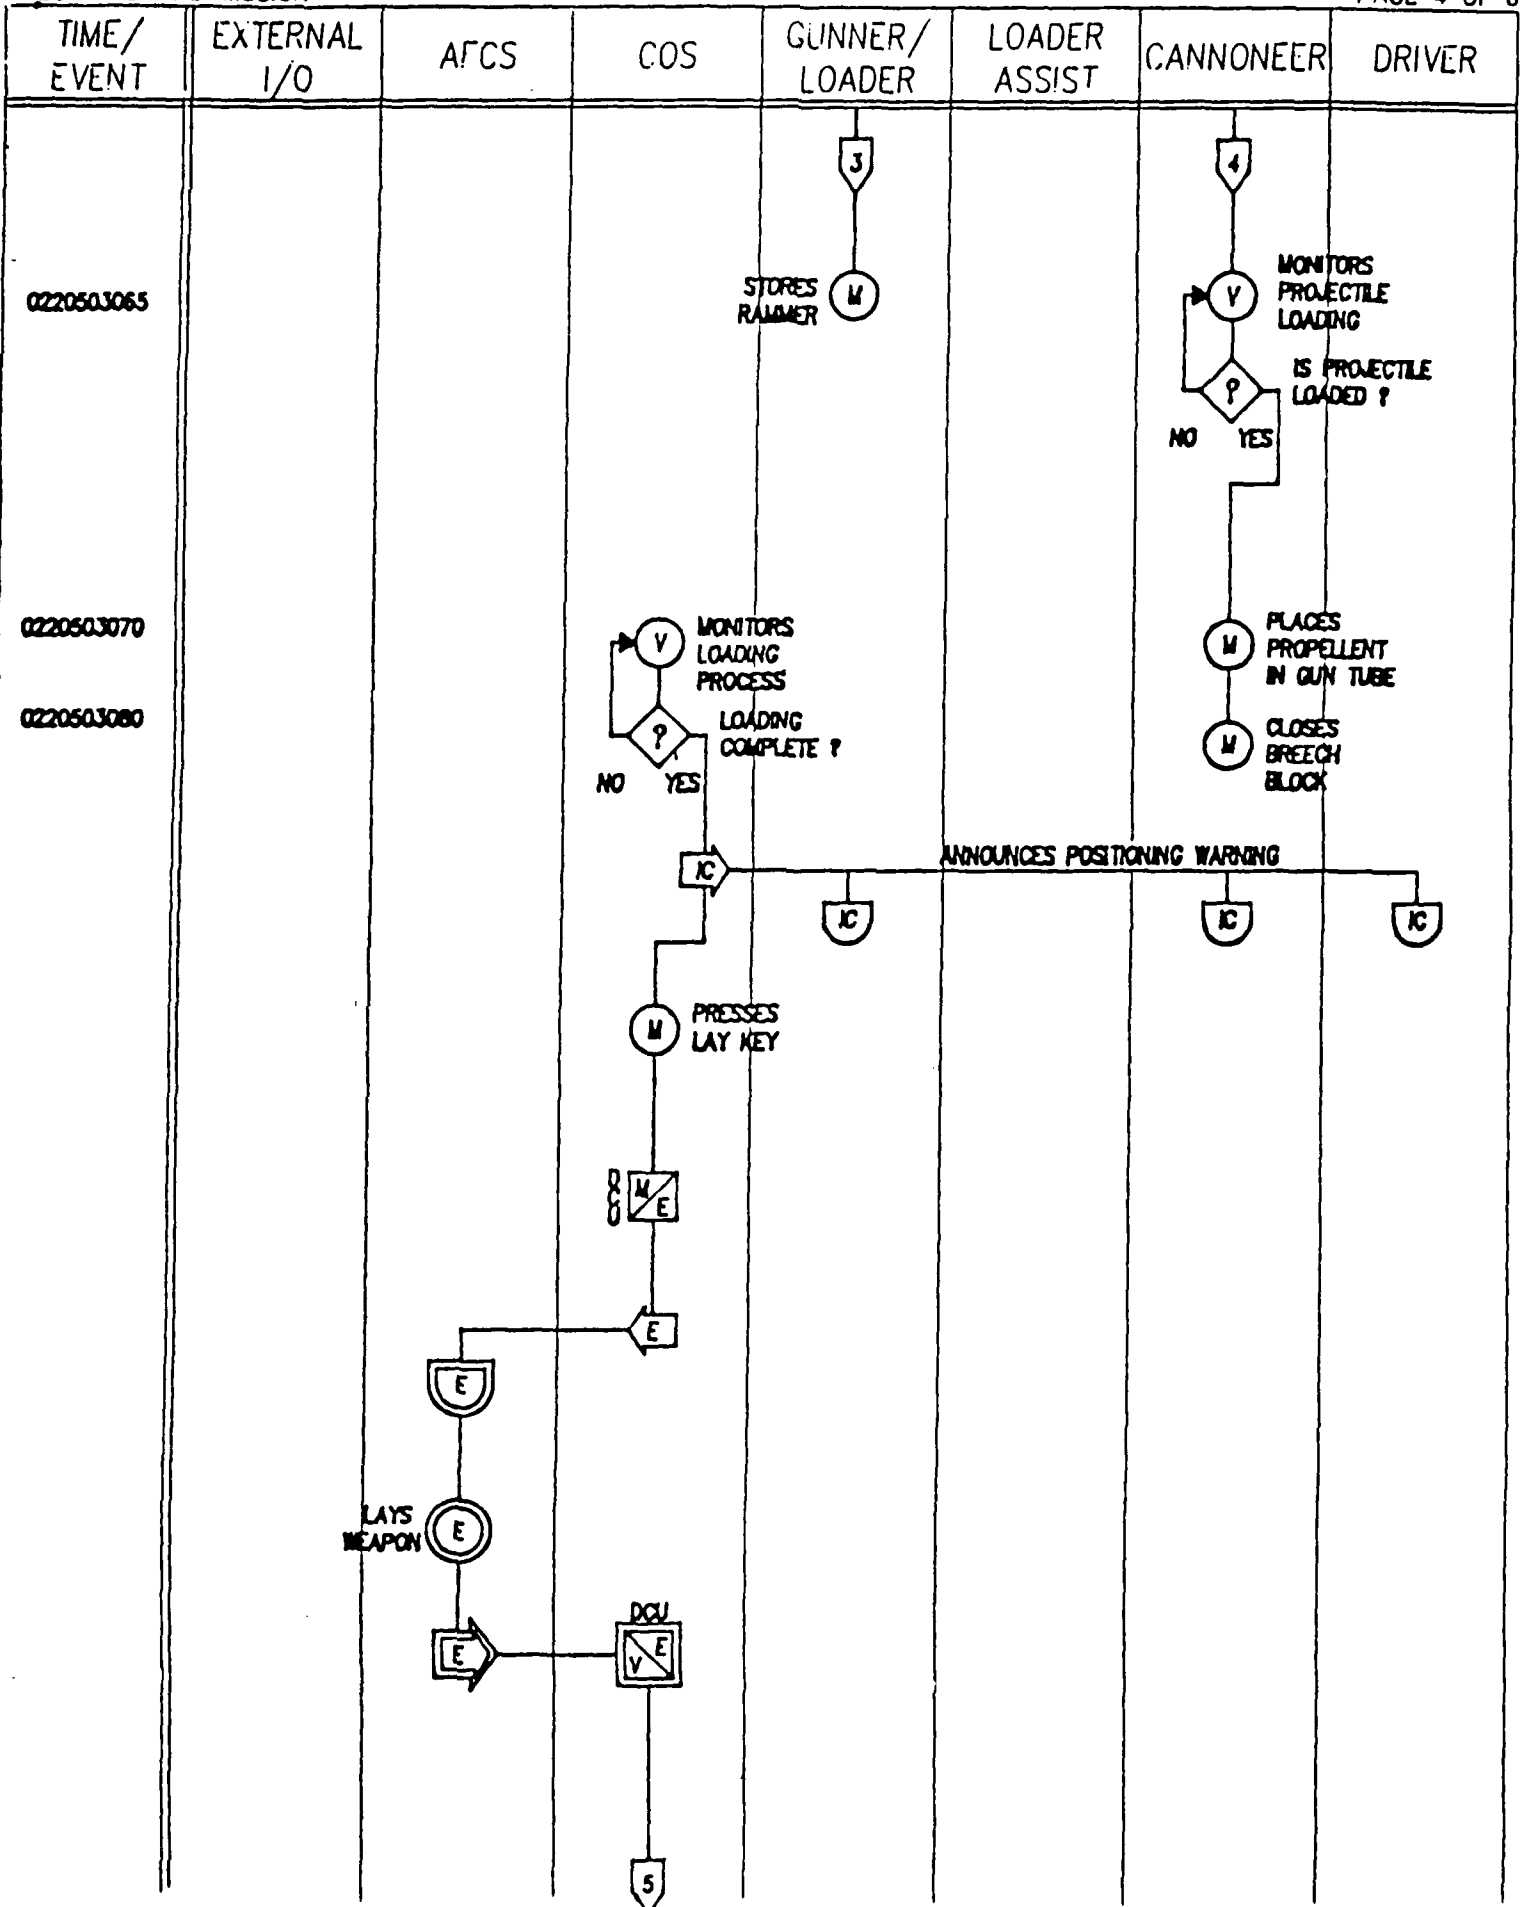 TIME/
EVENT
EXTERNAL
I/O
AFCS
COS
GUNNER/
LOADER
LOADER
ASSIST
CANNONEER
DRIVER
3
4
0220503065
STORES
RAMMER
M
V
MONITORS
PROJECTILE
LOADING
?
IS PROJECTILE
LOADED ?
NO YES
0220503070
V
MONITORS
LOADING
PROCESS
M
PLACES
PROPELLENT
IN GUN TUBE
0220503080
?
LOADING
COMPLETE ?
NO YES
M
CLOSES
BREECH
BLOCK
IC
ANNOUNCES POSITIONING WARNING
IC
IC
IC
M
PRESSES
LAY KEY
DCU
M/E
E
E
LAYS
WEAPON
E
E
DCU
V E
5